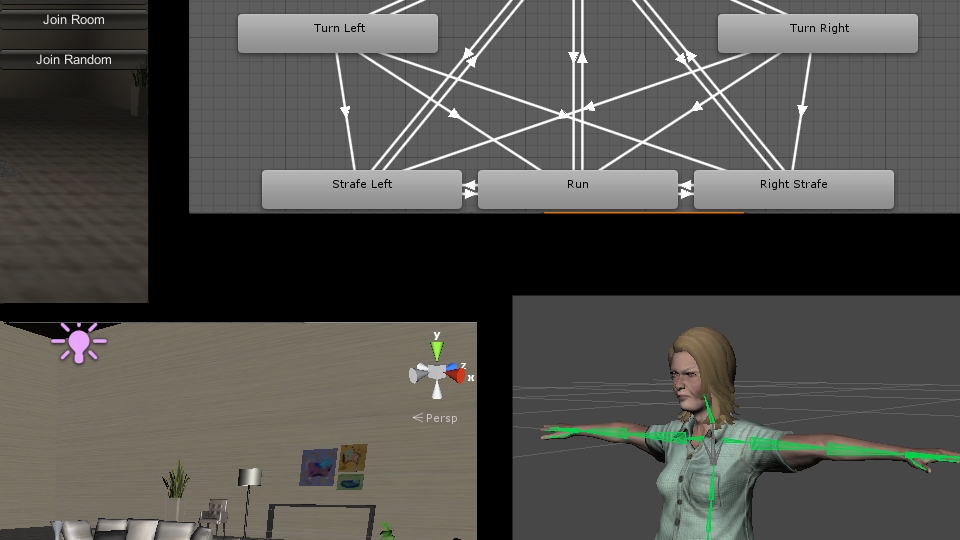 Join Room
Join Random
Turn Left
Turn Right
Strafe Left
Run
Right Strafe
y
z
x
Persp